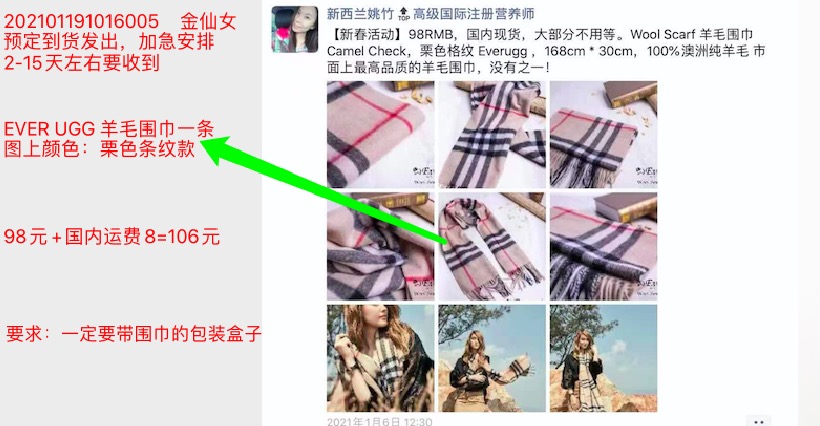 202101191016005 金仙女
预定到货发出，加急安排
2-15天左右要收到
EVER UGG 羊毛围巾一条
图上颜色：栗色条纹款
98元+国内运费8=106元
要求：一定要带围巾的包装盒子
新西兰姚竹 TOP 高级国际注册营养师
【新春活动】98RMB，国内现货，大部分不用等。Wool Scarf 羊毛围巾
Camel Check，栗色格纹 Everugg ，168cm * 30cm，100%澳洲纯羊毛 市
面上最高品质的羊毛围巾，没有之一！
2021年1月6日 12:30